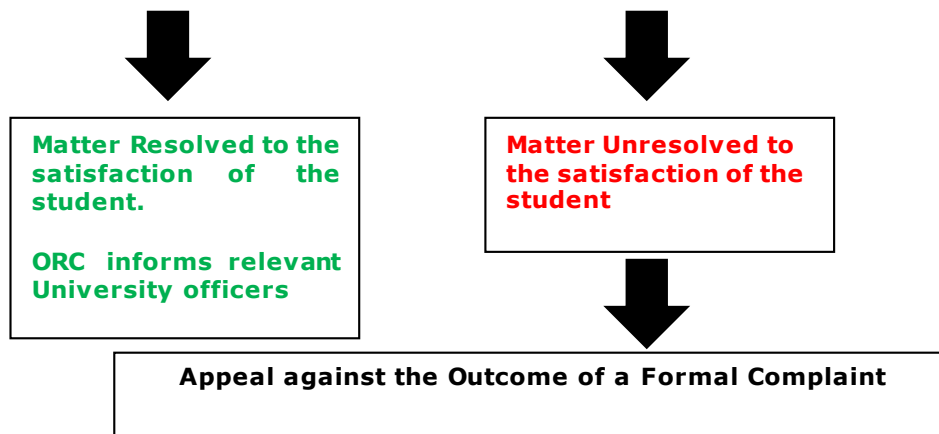 Matter Resolved to the
satisfaction of the
student.
ORC informs relevant
University officers
Matter Unresolved to
the satisfaction of the
student
Appeal against the Outcome of a Formal Complaint